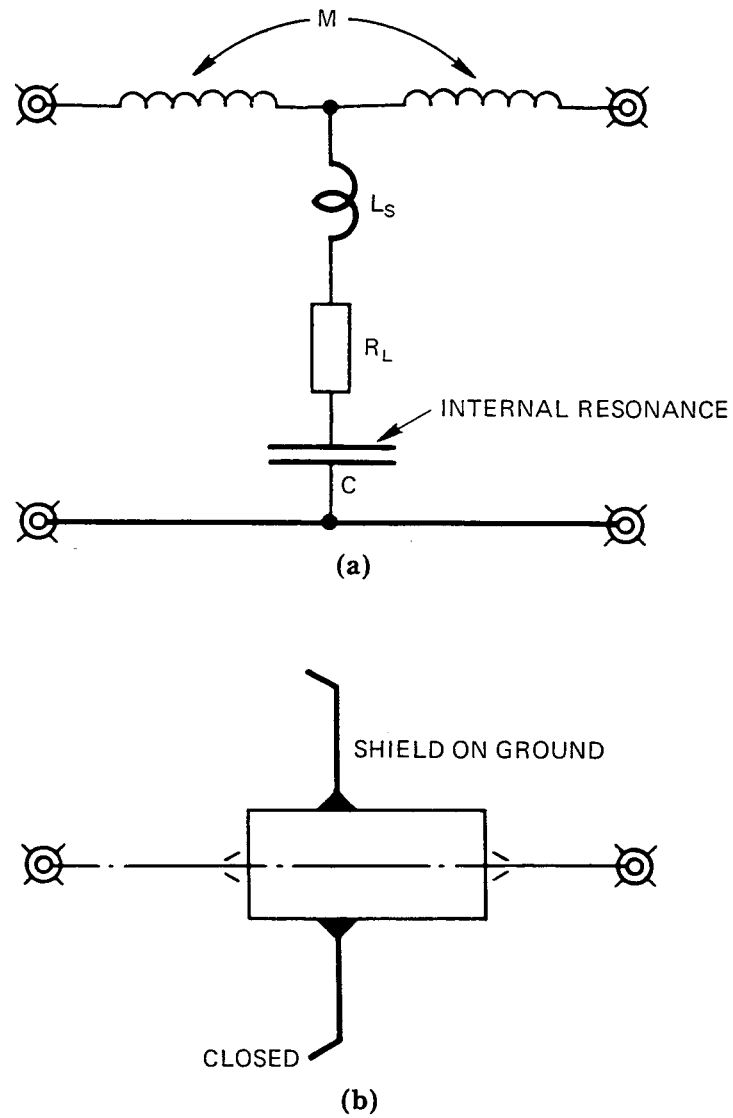 M
L_S
R_L
INTERNAL RESONANCE
C
(a)
SHIELD ON GROUND
CLOSED
(b)